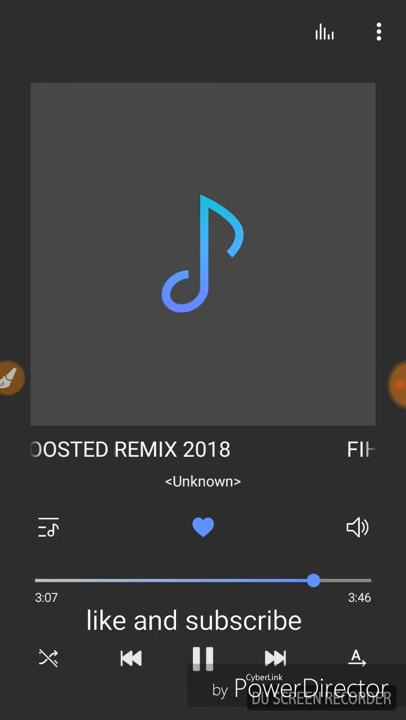 OOSTED REMIX 2018 FIH
<Unknown>
3:07 3:46
like and subscribe
A
CyberLink
by PowerDirector
DU SCREEN RECORDER